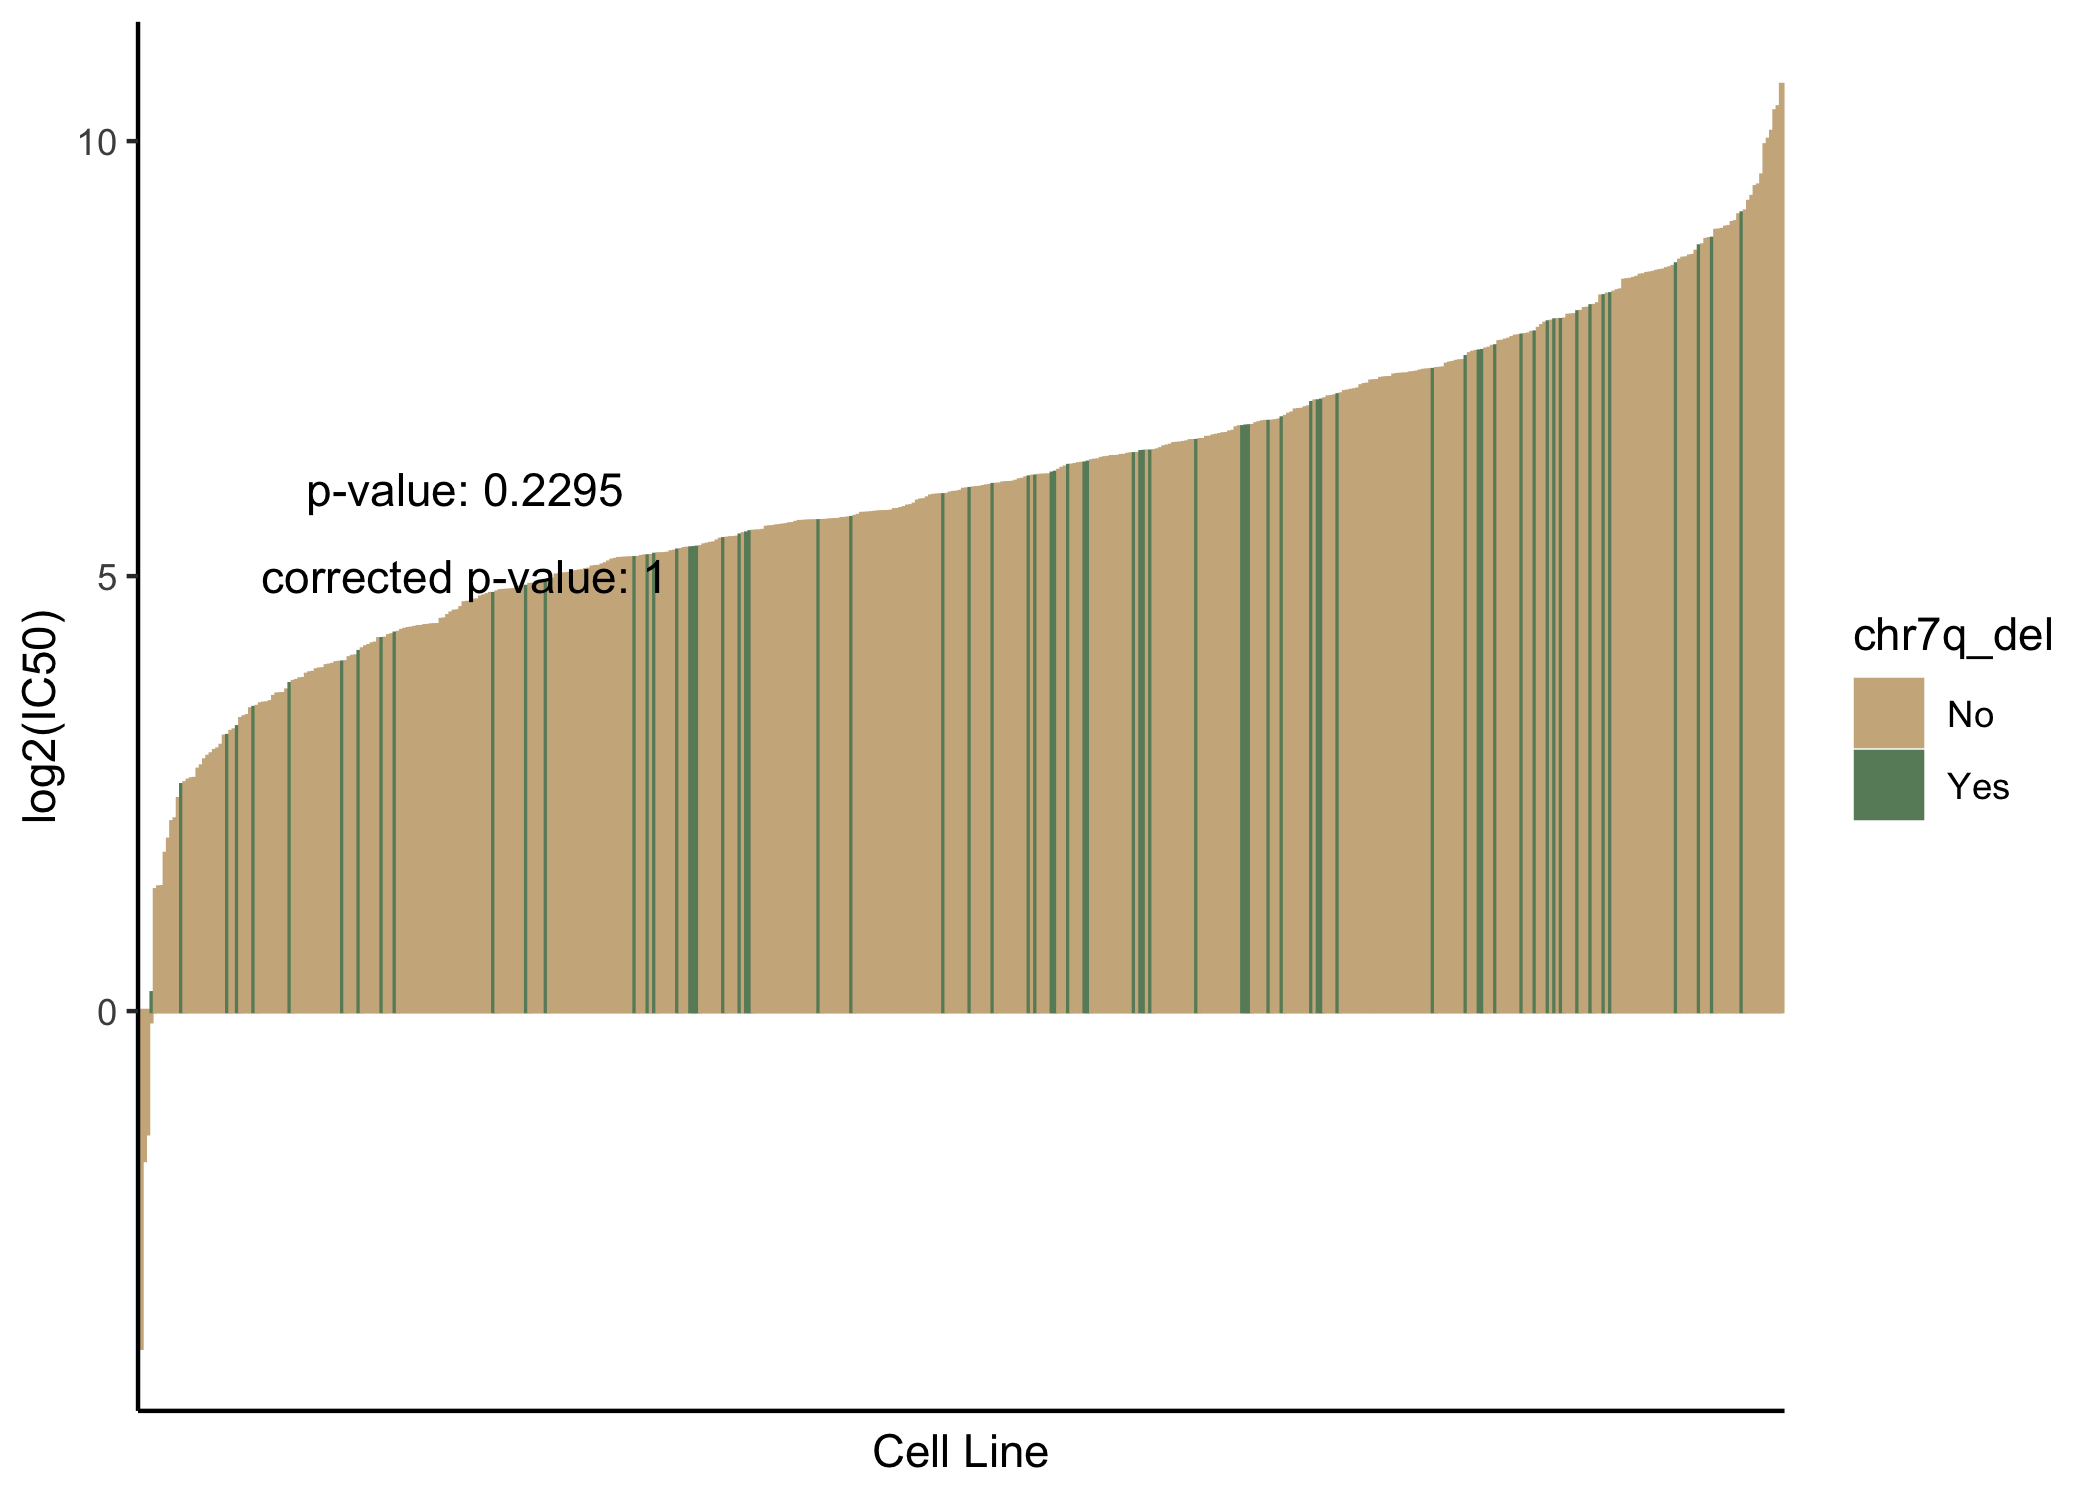 10
5
0
log2(IC50)
p-value: 0.2295
corrected p-value: 1
Cell Line
chr7q_del
No
Yes